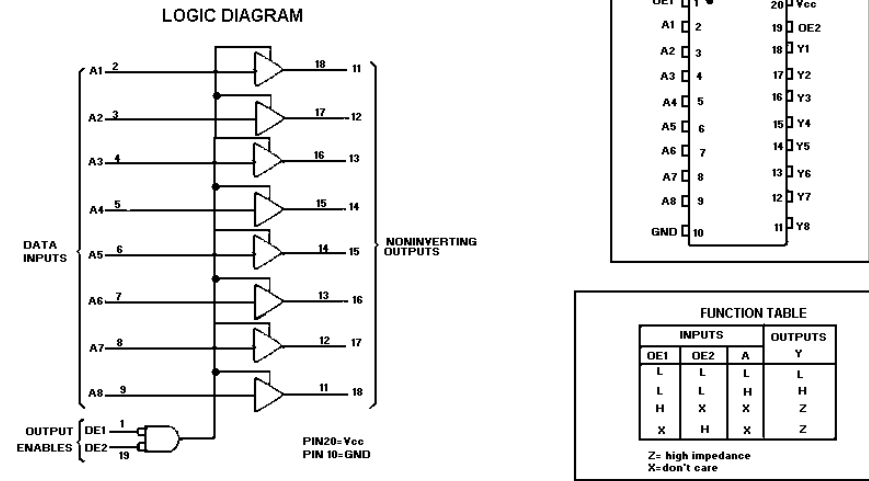 LOGIC DIAGRAM
A1 2 18 11
A2 3 17 12
A3 4 16 13
A4 5 15 14
A5 6 14 15
A6 7 13 16
A7 8 12 17
A8 9 11 18
DATA
INPUTS
NONINVERTING
OUTPUTS
OUTPUT
ENABLES
DE1 1
DE2
19
PIN20=Vcc
PIN 10=GND
OE1 1 20 Vcc
A1 2 19 OE2
A2 3 18 Y1
A3 4 17 Y2
A4 5 16 Y3
A5 6 15 Y4
A6 7 14 Y5
A7 8 13 Y6
A8 9 12 Y7
GND 10 11 Y8
FUNCTION TABLE
INPUTS OUTPUTS
OE1 OE2 A Y
L L L L
L L H H
H X X Z
X H X Z
Z= high impedance
X=don't care